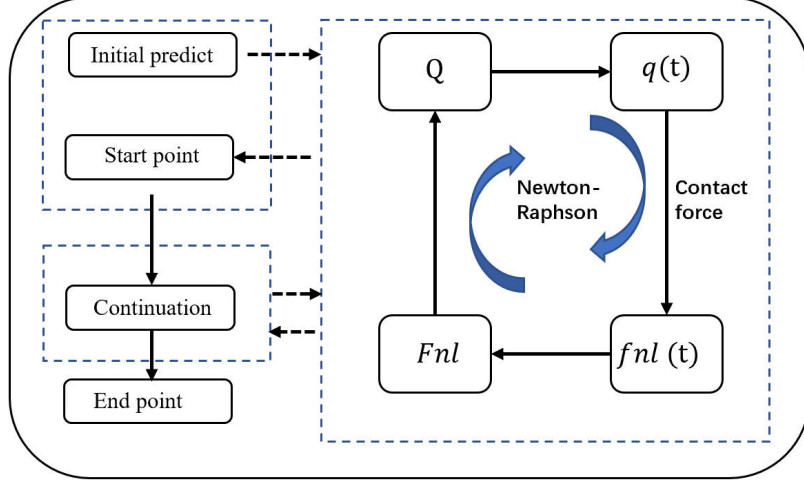 Initial predict
Start point
Continuation
End point
Q
q(t)
Newton-
Raphson
Contact
force
Fnl
fnl (t)